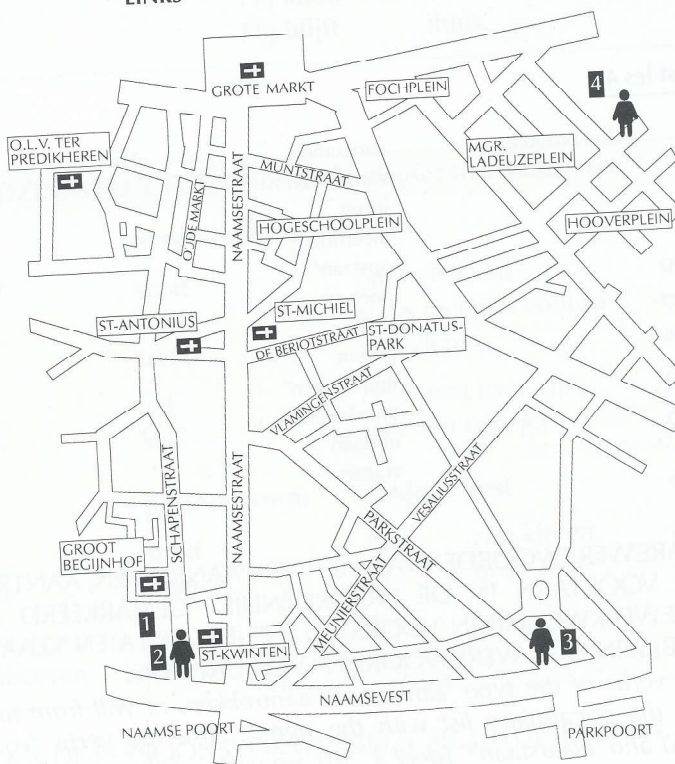 LINKS
GROTE MARKT
FOCHPLEIN
4
O.L.V. TER
PREDIKHEREN
MGR.
LADEUZEPLEIN
MUNTSTRAAT
OUDE MARKT
NAAMSESTRAAT
HOGESCHOOLPLEIN
HOOVERPLEIN
ST-MICHIEL
ST-ANTONIUS
DE BERIOTSTRAAT
ST-DONATUS-
PARK
VLAMINGENSTRAAT
SCHAPENSTRAAT
NAAMSESTRAAT
VESALIUSSTRAAT
PARKSTRAAT
MEUNIERSTRAAT
GROOT
BEGIJNHOF
1
2
ST-KWINTEN
3
NAAMSEVEST
NAAMSE POORT
PARKPOORT